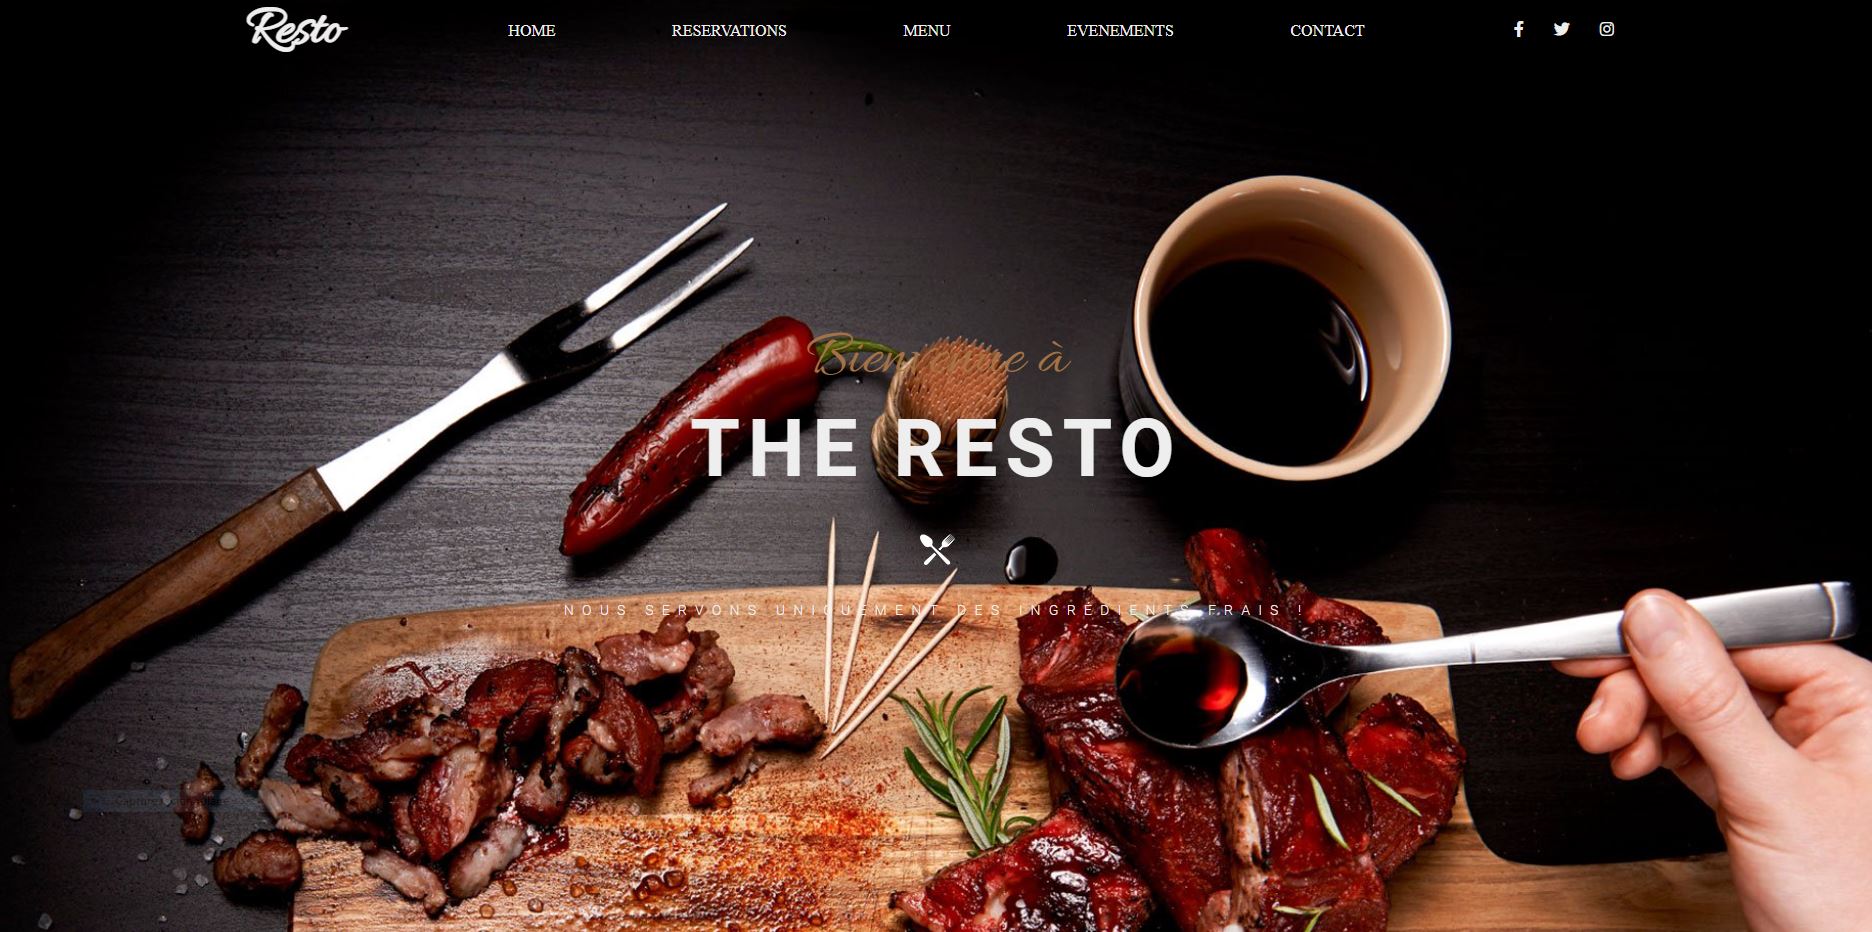 Resto
HOME
RESERVATIONS
MENU
EVENEMENTS
CONTACT
Bienvenue à
THE RESTO
NOUS SERVONS UNIQUEMENT DES INGRÉDIENTS FRAIS !